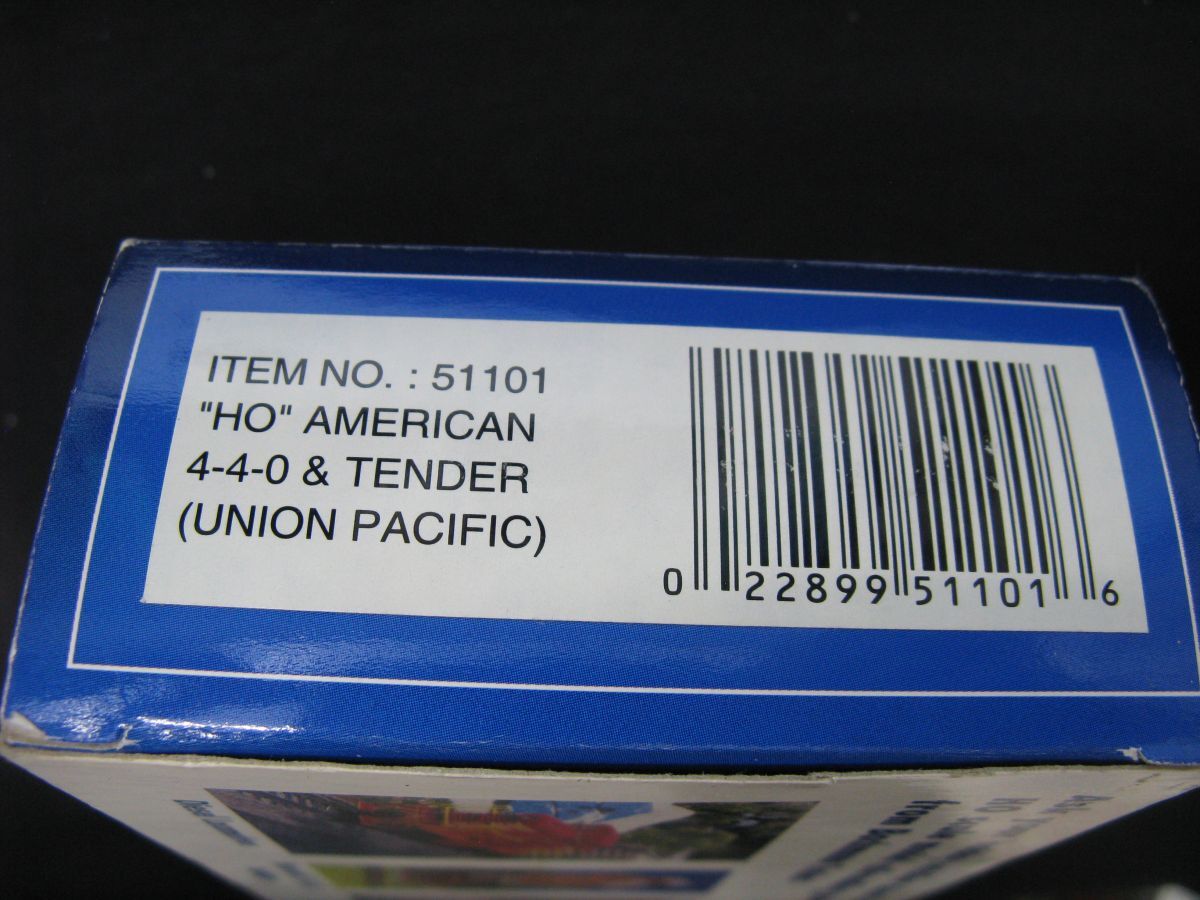 ITEM NO. : 51101
"HO" AMERICAN
4-4-0 & TENDER
(UNION PACIFIC)
0 22899 51101 6